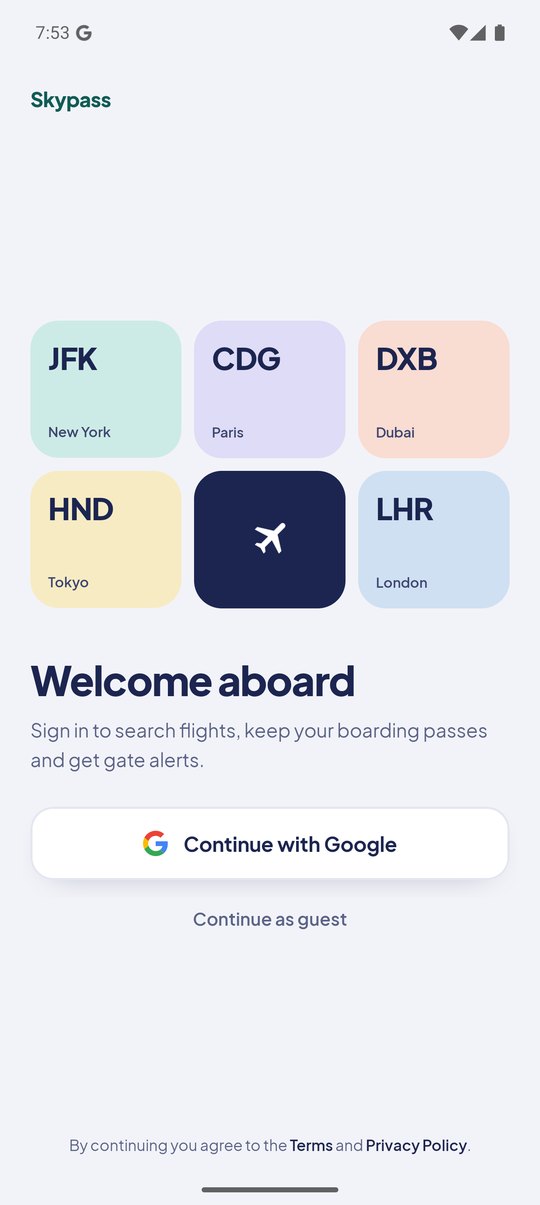 7:53
Skypass
JFK
CDG
DXB
New York
Paris
Dubai
HND
LHR
Tokyo
London
Welcome aboard
Sign in to search flights, keep your boarding passes
and get gate alerts.
Continue with Google
Continue as guest
By continuing you agree to the Terms and Privacy Policy.